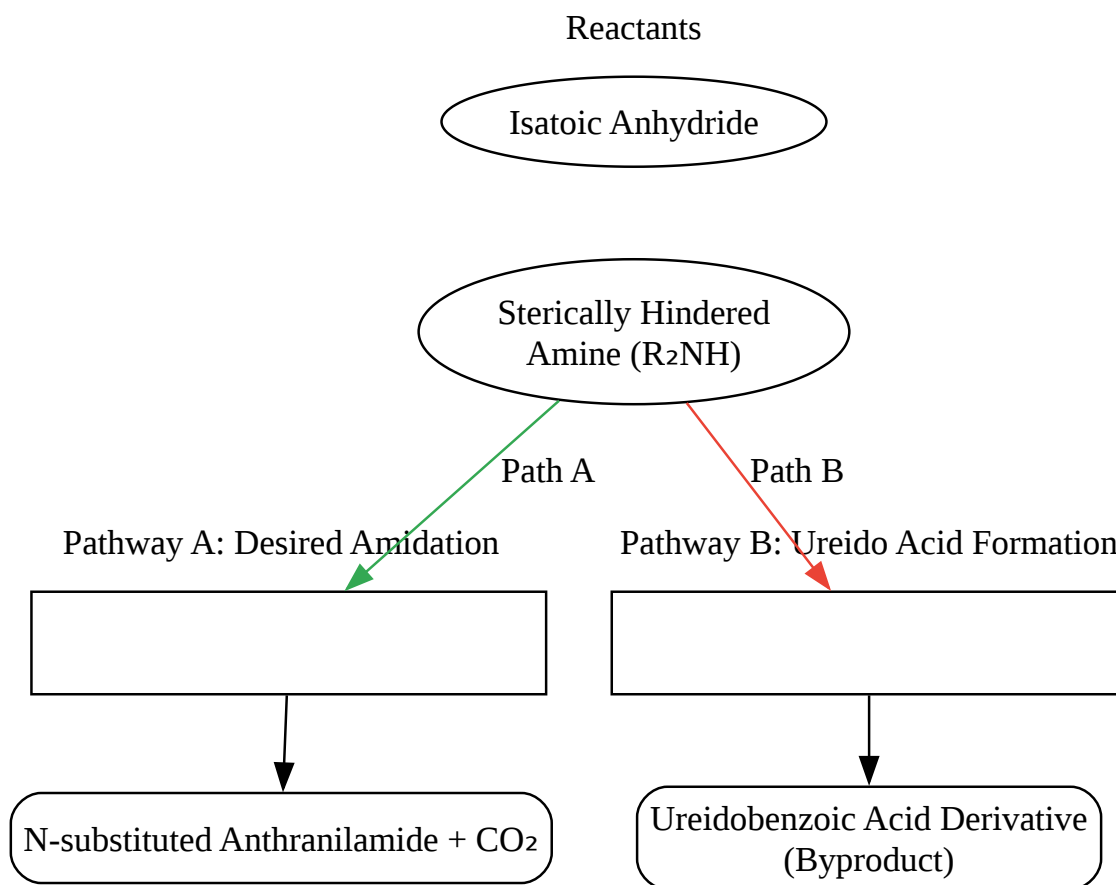 Reactants
Isatoic Anhydride
Sterically Hindered
Amine (R₂NH)
Path A
Path B
Pathway A: Desired Amidation
Pathway B: Ureido Acid Formation
N-substituted Anthranilamide + CO₂
Ureidobenzoic Acid Derivative
(Byproduct)